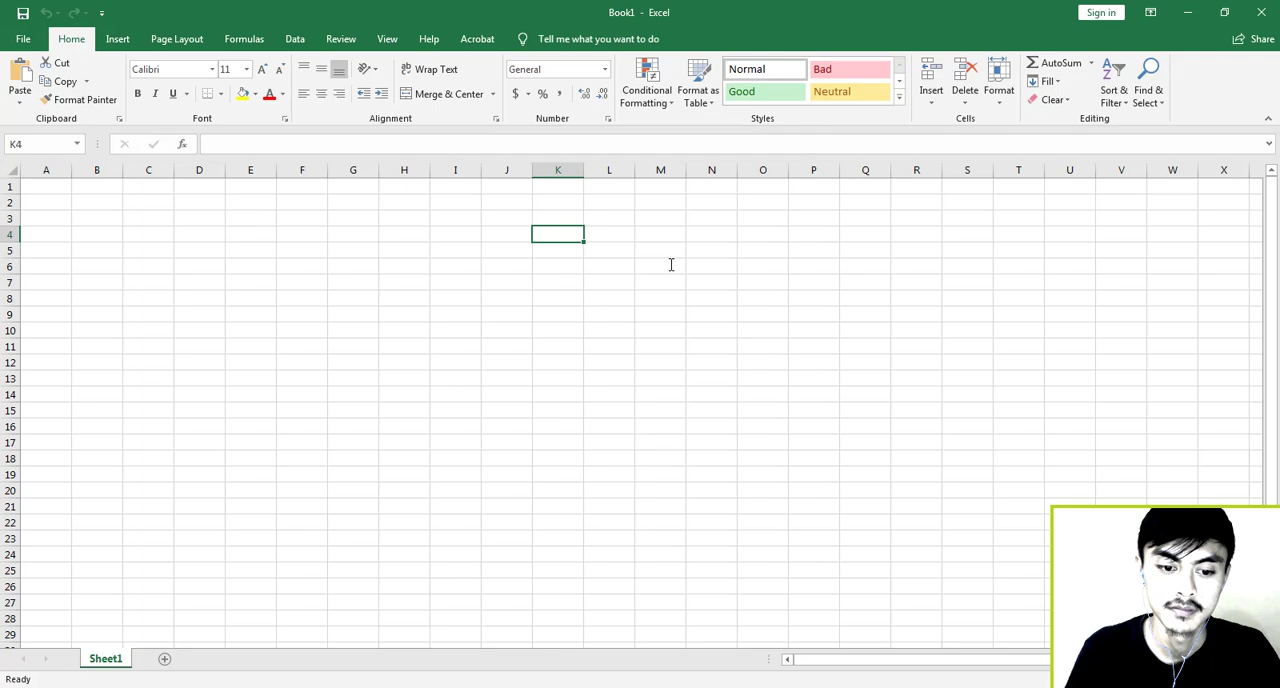 Book1 - Excel
Sign in
File Home Insert Page Layout Formulas Data Review View Help Acrobat Tell me what you want to do Share
Paste
Cut
Copy
Format Painter
Clipboard
Calibri 11
B I U
Font
Wrap Text
Merge & Center
Alignment
General
$ % ,
Number
Conditional Formatting
Format as Table
Normal Bad
Good Neutral
Styles
Insert Delete Format
Cells
AutoSum
Fill
Clear
Sort & Filter
Find & Select
Editing
K4 fx
A B C D E F G H I J K L M N O P Q R S T U V W X
1
2
3
4
5
6
7
8
9
10
11
12
13
14
15
16
17
18
19
20
21
22
23
24
25
26
27
28
29
Sheet1
Ready